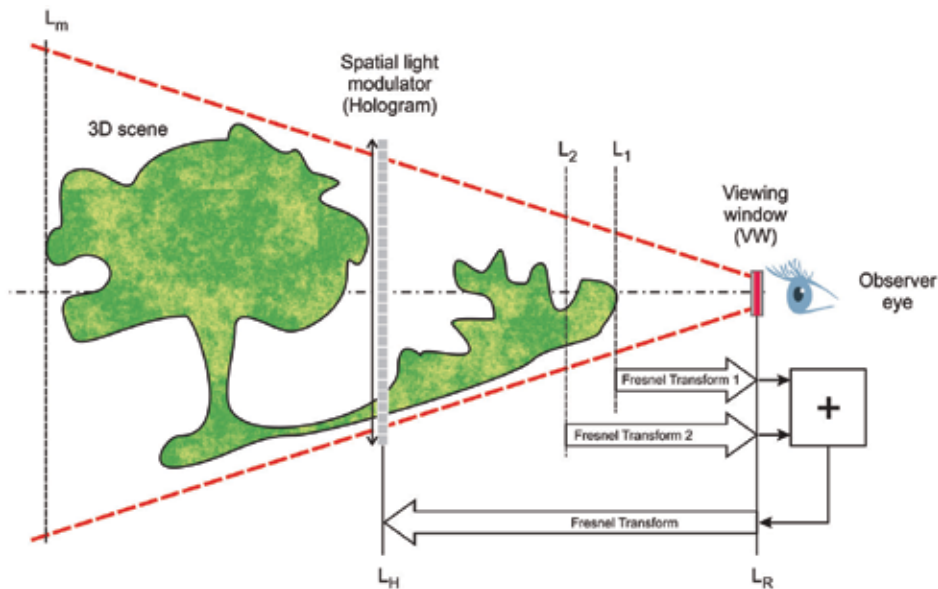 Lm
Spatial light
modulator
(Hologram)
3D scene
L2
L1
Viewing
window
(VW)
Observer
eye
Fresnel Transform 1
+
Fresnel Transform 2
Fresnel Transform
LH
LR